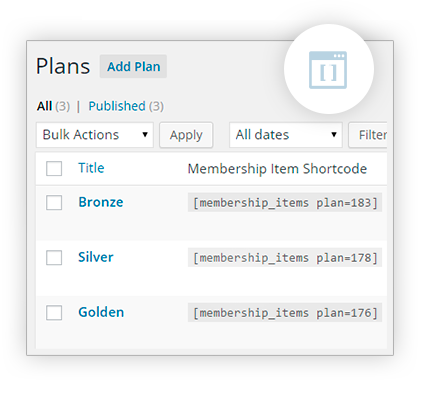 Plans Add Plan
All (3) | Published (3)
Bulk Actions Apply All dates Filter
Title Membership Item Shortcode
Bronze [membership_items plan=183]
Silver [membership_items plan=178]
Golden [membership_items plan=176]